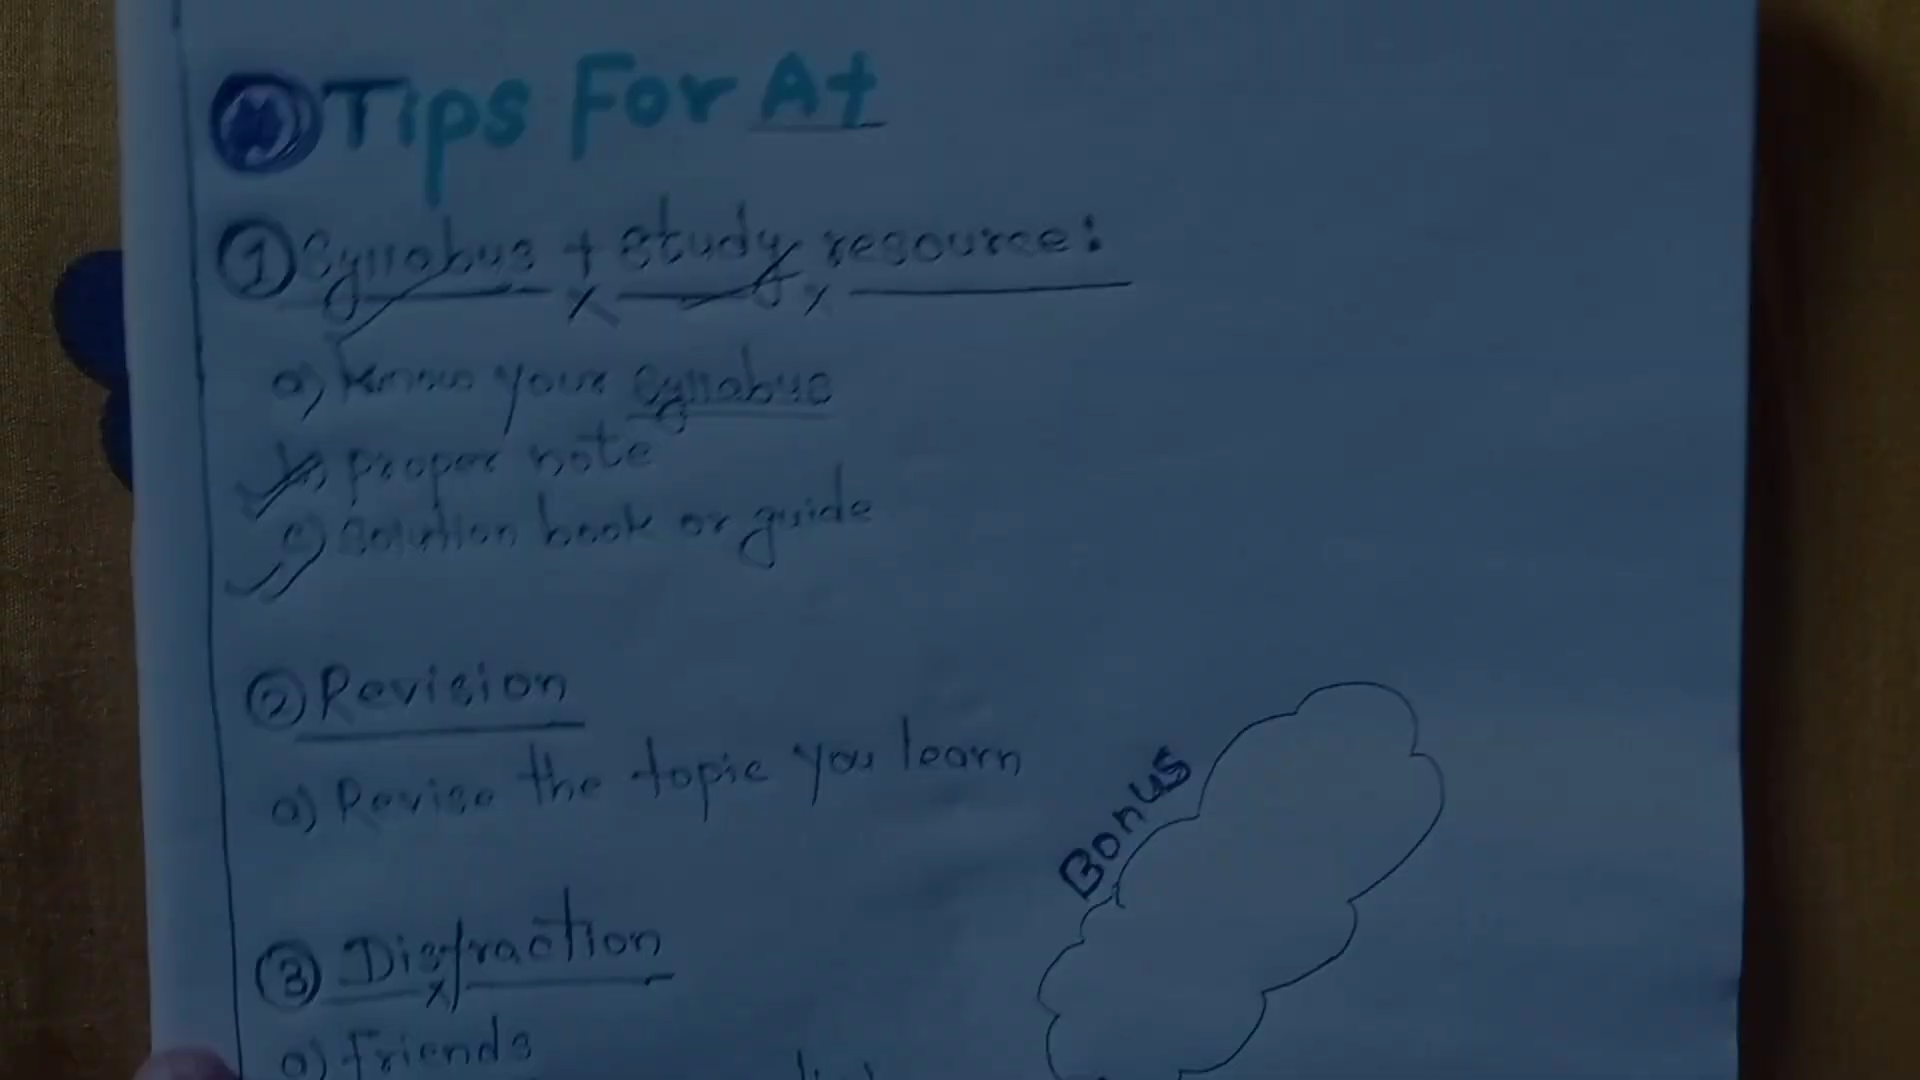 Tips For A+
① Syllabus + Study resource:
a) Know your Syllabus
b) Proper note
c) Solution book or guide
② Revision
a) Revise the topic you learn
Bonus
③ Distraction
a) Friends